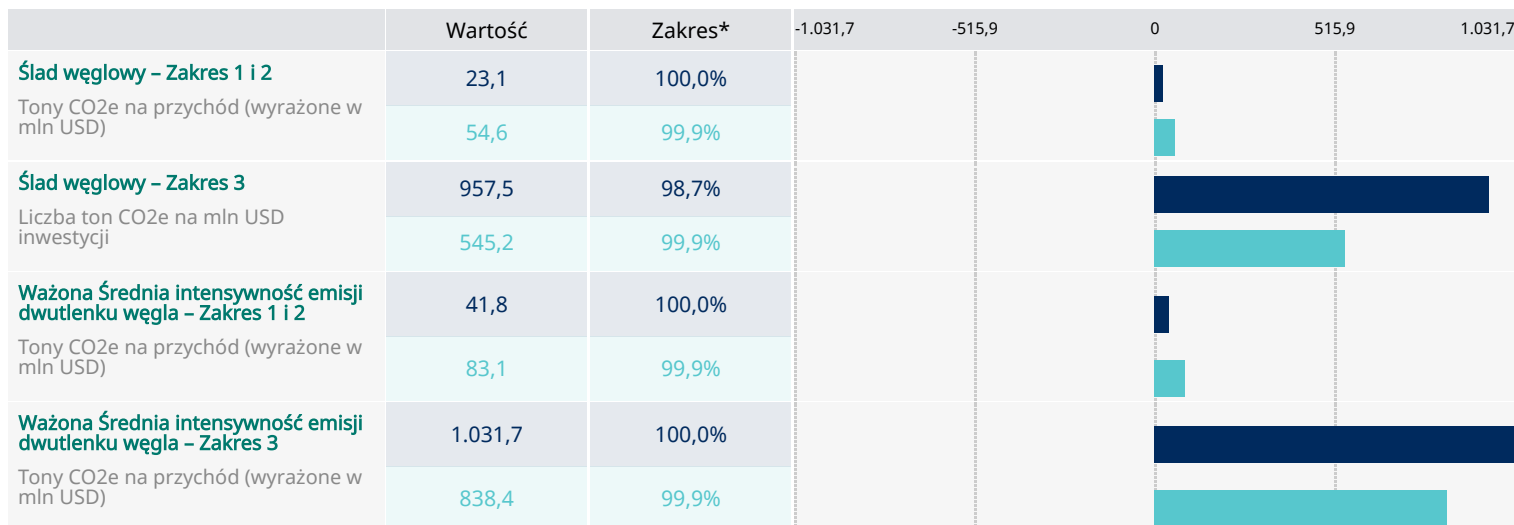 Wartość Zakres* -1.031,7 -515,9 0 515,9 1.031,7
Ślad węglowy – Zakres 1 i 2
Tony CO2e na przychód (wyrażone w
mln USD)
23,1 100,0%
54,6 99,9%
Ślad węglowy – Zakres 3
Liczba ton CO2e na mln USD
inwestycji
957,5 98,7%
545,2 99,9%
Ważona Średnia intensywność emisji
dwutlenku węgla – Zakres 1 i 2
Tony CO2e na przychód (wyrażone w
mln USD)
41,8 100,0%
83,1 99,9%
Ważona Średnia intensywność emisji
dwutlenku węgla – Zakres 3
Tony CO2e na przychód (wyrażone w
mln USD)
1.031,7 100,0%
838,4 99,9%